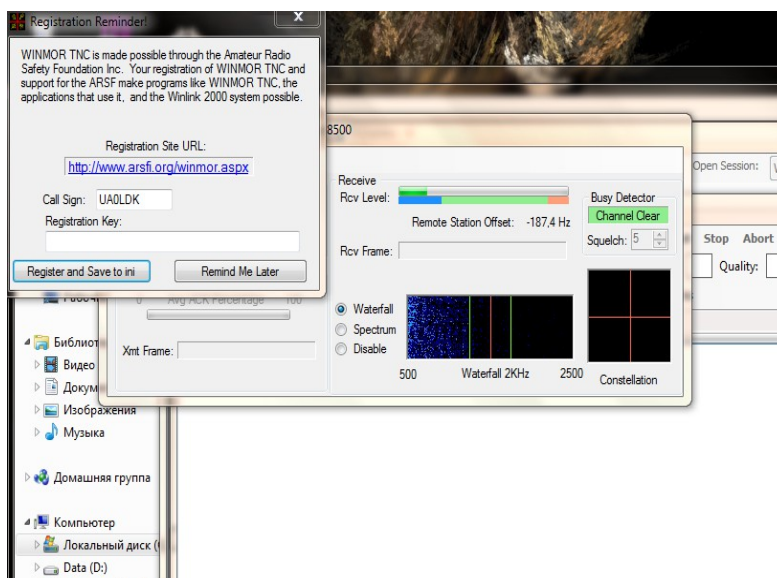 Registration Reminder!
WINMOR TNC is made possible through the Amateur Radio
Safety Foundation Inc. Your registration of WINMOR TNC and
support for the ARSF make programs like WINMOR TNC, the
applications that use it, and the Winlink 2000 system possible.
Registration Site URL:
http://www.arsfi.org/winmor.aspx
Call Sign: UA0LDK
Registration Key:
Register and Save to ini
Remind Me Later
8500
Receive
Rcv Level:
Remote Station Offset: -187,4 Hz
Busy Detector
Channel Clear
Squelch: 5
Rcv Frame:
0 Avg ACK Percentage 100
Xmt Frame:
Waterfall
Spectrum
Disable
500 Waterfall 2KHz 2500
Constellation
Open Session:
Stop Abort
Quality:
Видео
Изображения
Музыка
Домашняя группа
Компьютер
Локальный диск
Data (D:)